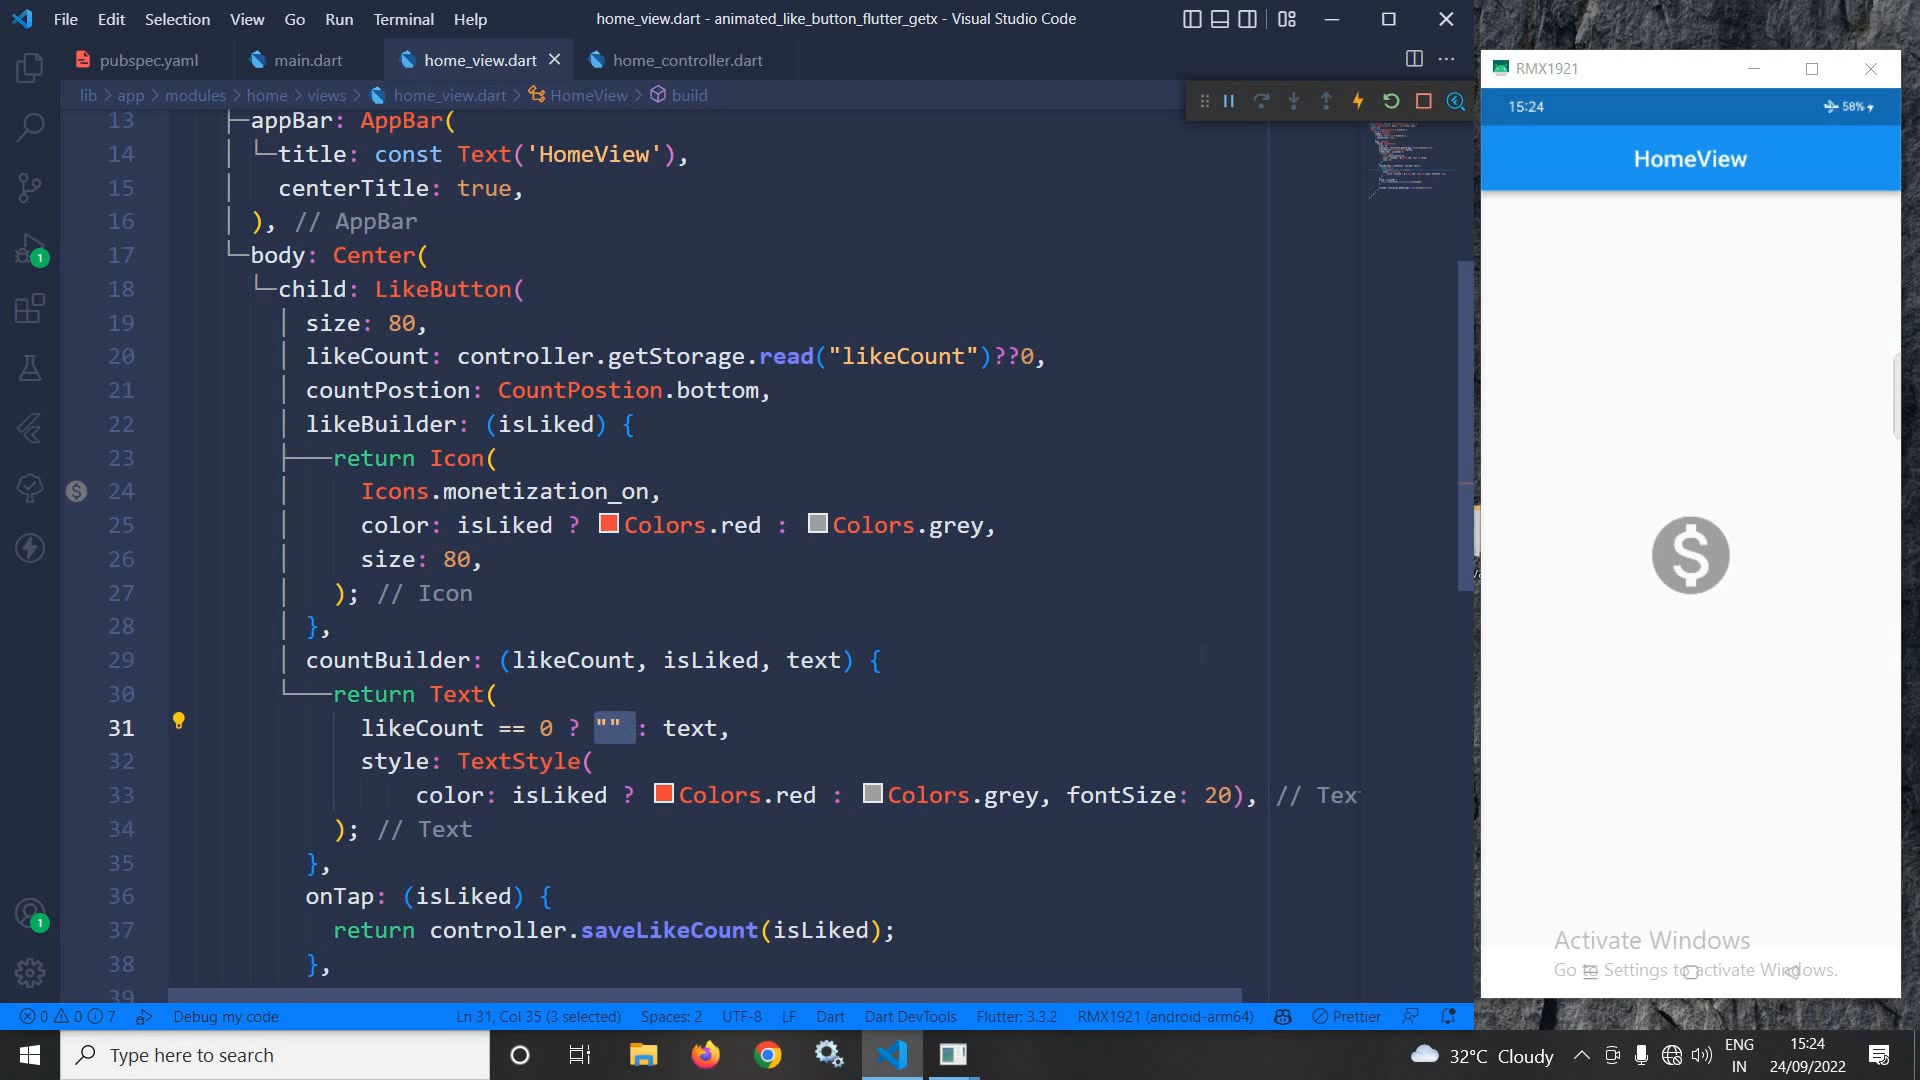 File Edit Selection View Go Run Terminal Help
home_view.dart - animated_like_button_flutter_getx - Visual Studio Code
pubspec.yaml
main.dart
home_view.dart
home_controller.dart
lib > app > modules > home > views > home_view.dart > HomeView > build
13 appBar: AppBar(
14 title: const Text('HomeView'),
15 centerTitle: true,
16 ), // AppBar
17 body: Center(
18 child: LikeButton(
19 size: 80,
20 likeCount: controller.getStorage.read("likeCount")??0,
21 countPostion: CountPostion.bottom,
22 likeBuilder: (isLiked) {
23 return Icon(
24 Icons.monetization_on,
25 color: isLiked ? Colors.red : Colors.grey,
26 size: 80,
27 ); // Icon
28 },
29 countBuilder: (likeCount, isLiked, text) {
30 return Text(
31 likeCount == 0 ? "" : text,
32 style: TextStyle(
33 color: isLiked ? Colors.red : Colors.grey, fontSize: 20), // Tex
34 ); // Text
35 },
36 onTap: (isLiked) {
37 return controller.saveLikeCount(isLiked);
38 },
39
1
1
0 0 7 Debug my code Ln 31, Col 35 (3 selected) Spaces: 2 UTF-8 LF Dart Dart DevTools Flutter: 3.3.2 RMX1921 (android-arm64) Prettier
RMX1921
15:24 58%
HomeView
$
Activate Windows
Go to Settings to activate Windows.
Type here to search
32°C Cloudy
ENG
IN
15:24
24/09/2022